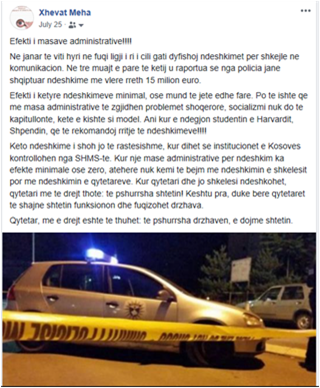 Xhevat Meha
July 25 ·
Efekti i masave administrative!!!!
Ne janar te viti hyri ne fuqi ligji i ri i cili gati dyfishoj ndeshkimet per shkejle ne
komunikacion. Ne tre muajt e pare te ketij u raportua se nga policia jane
shqiptuar ndeshkime me vlere rreth 15 milion euro.
Efekti i ketyre ndeshkimeve minimal, ose mund te jete edhe fare. Po te ishte qe
me masa administrative te zgjidhen problemet shoqerore, socializmi nuk do te
kapitullonte, kete e kishte si model. Ani kur e ndegjon studentin e Harvardit,
Shpendin, qe te rekomandoj rritje te ndeshkimeve!!!!
Keto ndeshkime i shoh jo te rastesishme, kur dihet se institucionet e Kosoves
kontrollohen nga SHMS-te. Kur nje mase administrative per ndeshkim ka
efekte minimale ose zero, atehere nuk kemi te bejm me ndeshkimin e shkelesit
por me ndeshkimin e qytetareve. Kur qytetari dhe jo shkelesi ndeshkohet,
qytetari me te drejt thote: te pshurrsha shtetin! Keshtu pra, duke bere qytetaret
te shajne shtetin funksionon dhe fuqizohet drzhava.
Qytetar, me e drejt eshte te thuhet: te pshurrsha drzhaven, e dojme shtetin.